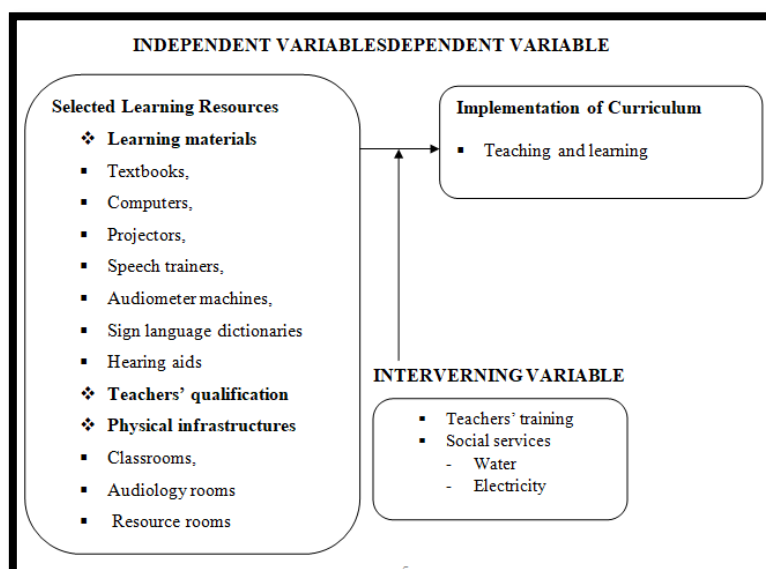 INDEPENDENT VARIABLESDEPENDENT VARIABLE
Selected Learning Resources
❖ Learning materials
▪ Textbooks,
▪ Computers,
▪ Projectors,
▪ Speech trainers,
▪ Audiometer machines,
▪ Sign language dictionaries
▪ Hearing aids
❖ Teachers' qualification
❖ Physical infrastructures
▪ Classrooms,
▪ Audiology rooms
▪ Resource rooms
Implementation of Curriculum
▪ Teaching and learning
INTERVERNING VARIABLE
▪ Teachers' training
▪ Social services
- Water
- Electricity